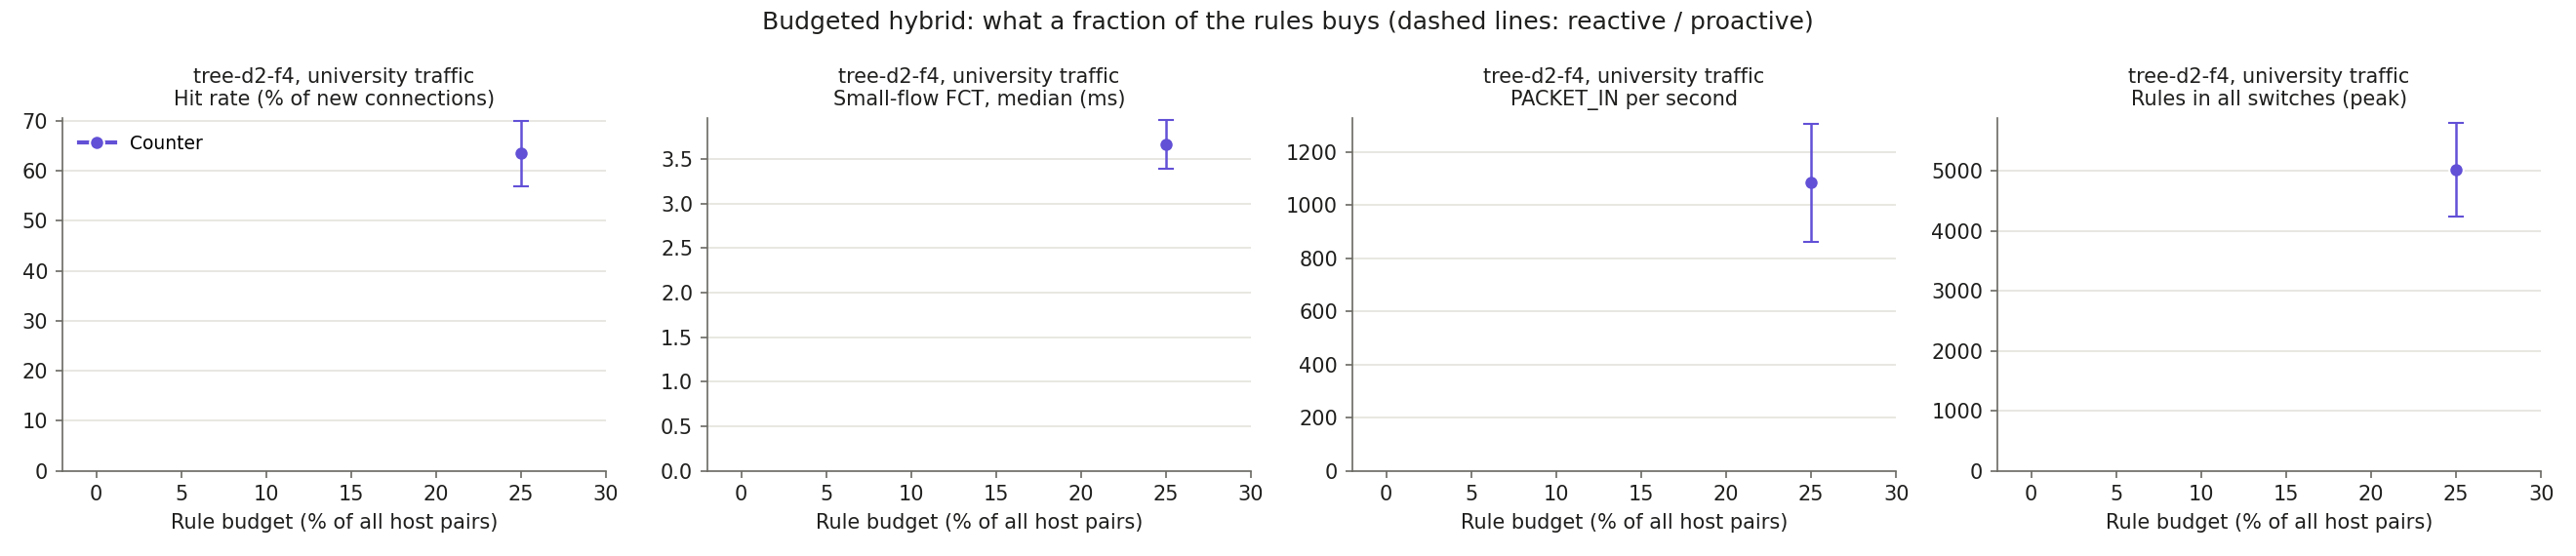 Budgeted hybrid: what a fraction of the rules buys (dashed lines: reactive / proactive)
tree-d2-f4, university traffic
Hit rate (% of new connections)
70
60
50
40
30
20
10
0
Counter
0 5 10 15 20 25 30
Rule budget (% of all host pairs)
tree-d2-f4, university traffic
Small-flow FCT, median (ms)
3.5
3.0
2.5
2.0
1.5
1.0
0.5
0.0
0 5 10 15 20 25 30
Rule budget (% of all host pairs)
tree-d2-f4, university traffic
PACKET_IN per second
1200
1000
800
600
400
200
0
0 5 10 15 20 25 30
Rule budget (% of all host pairs)
tree-d2-f4, university traffic
Rules in all switches (peak)
5000
4000
3000
2000
1000
0
0 5 10 15 20 25 30
Rule budget (% of all host pairs)